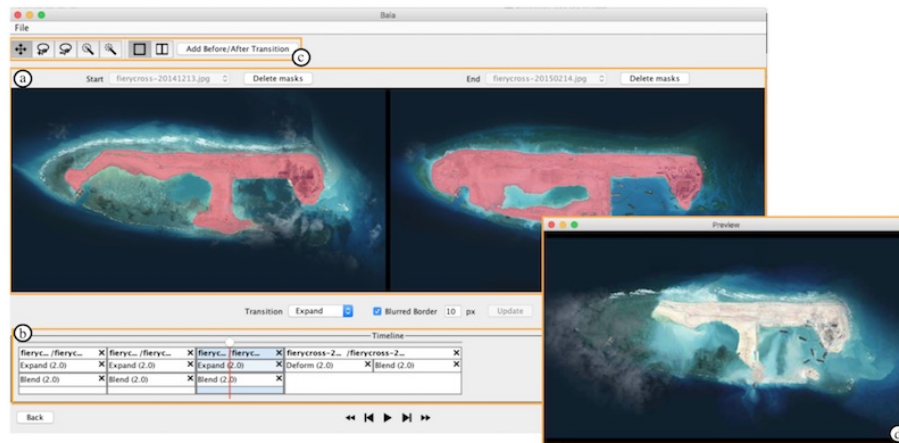 Baia
File
Add Before/After Transition
c
a
Start fierycross-20141213.jpg Delete masks
End fierycross-20150214.jpg Delete masks
Preview
Transition Expand Blurred Border 10 px Update
b
Timeline
fieryc... /fieryc... X fieryc... /fieryc... X fieryc... /fieryc... X fierycross-2... /fierycross-2... X
Expand (2.0) X Expand (2.0) X Expand (2.0) X Deform (2.0) X Blend (2.0) X
Blend (2.0) X Blend (2.0) X Blend (2.0) X
Back